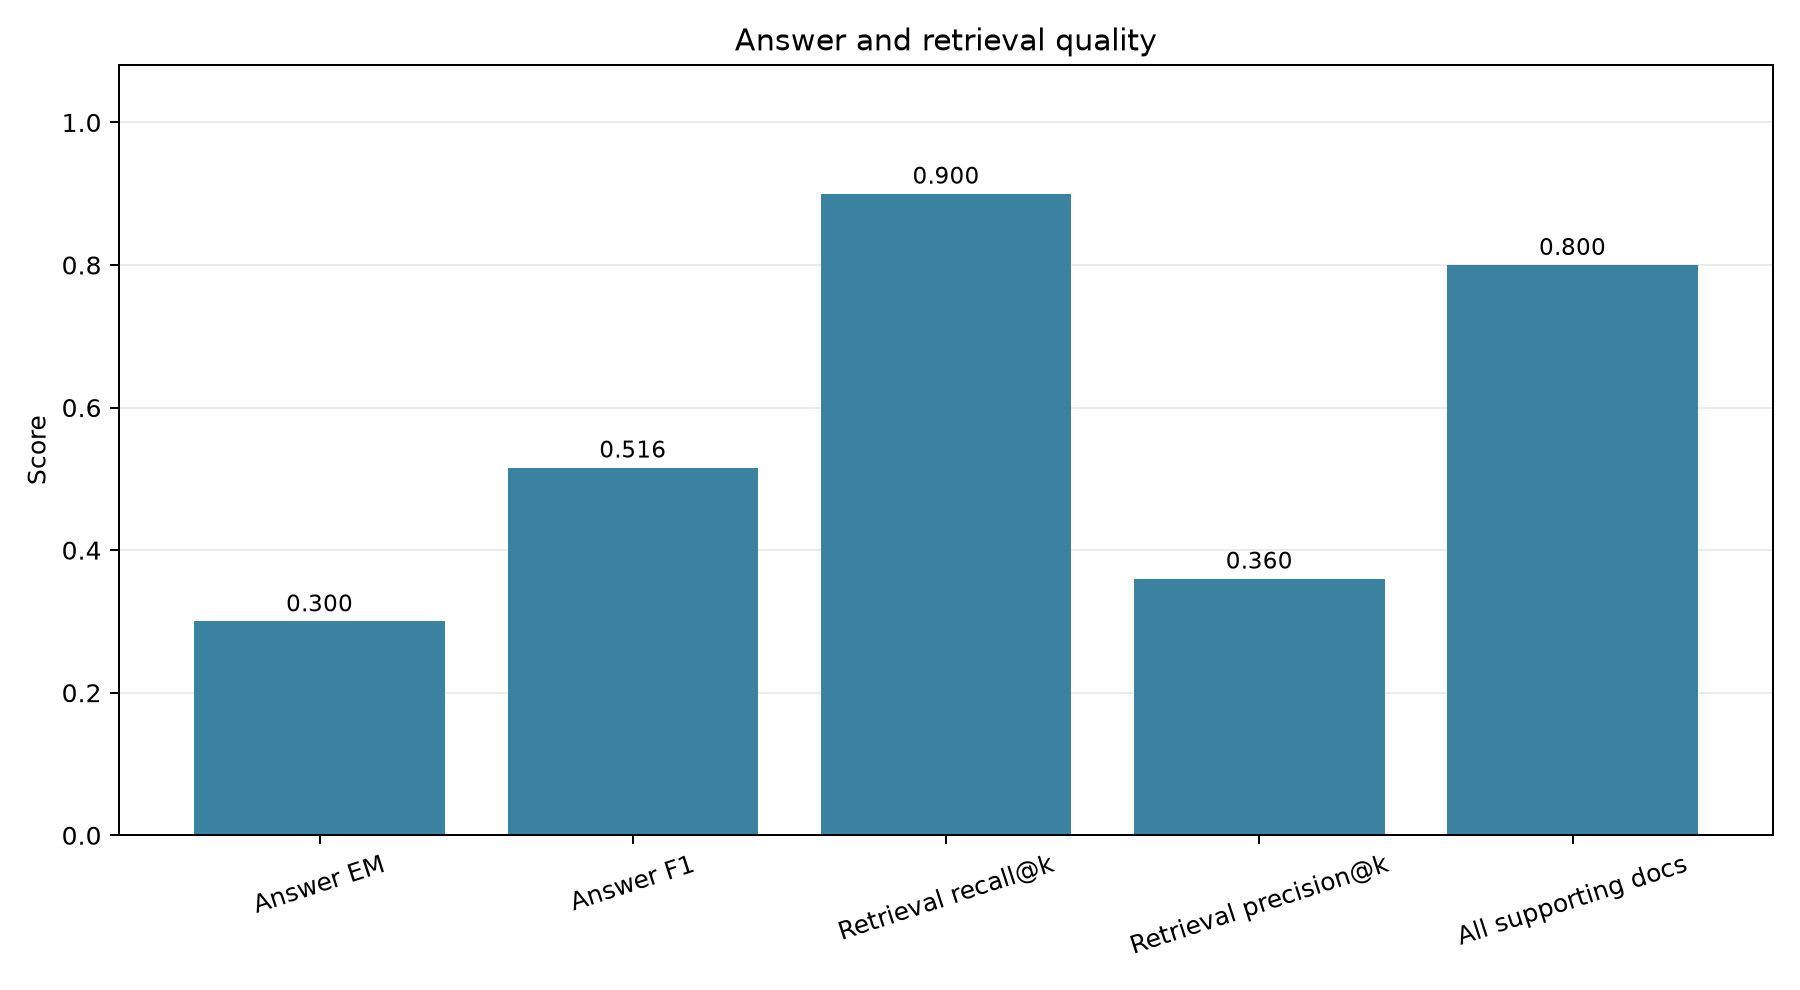 Answer and retrieval quality
Score
1.0
0.8
0.6
0.4
0.2
0.0
0.300
0.516
0.900
0.360
0.800
Answer EM
Answer F1
Retrieval recall@k
Retrieval precision@k
All supporting docs